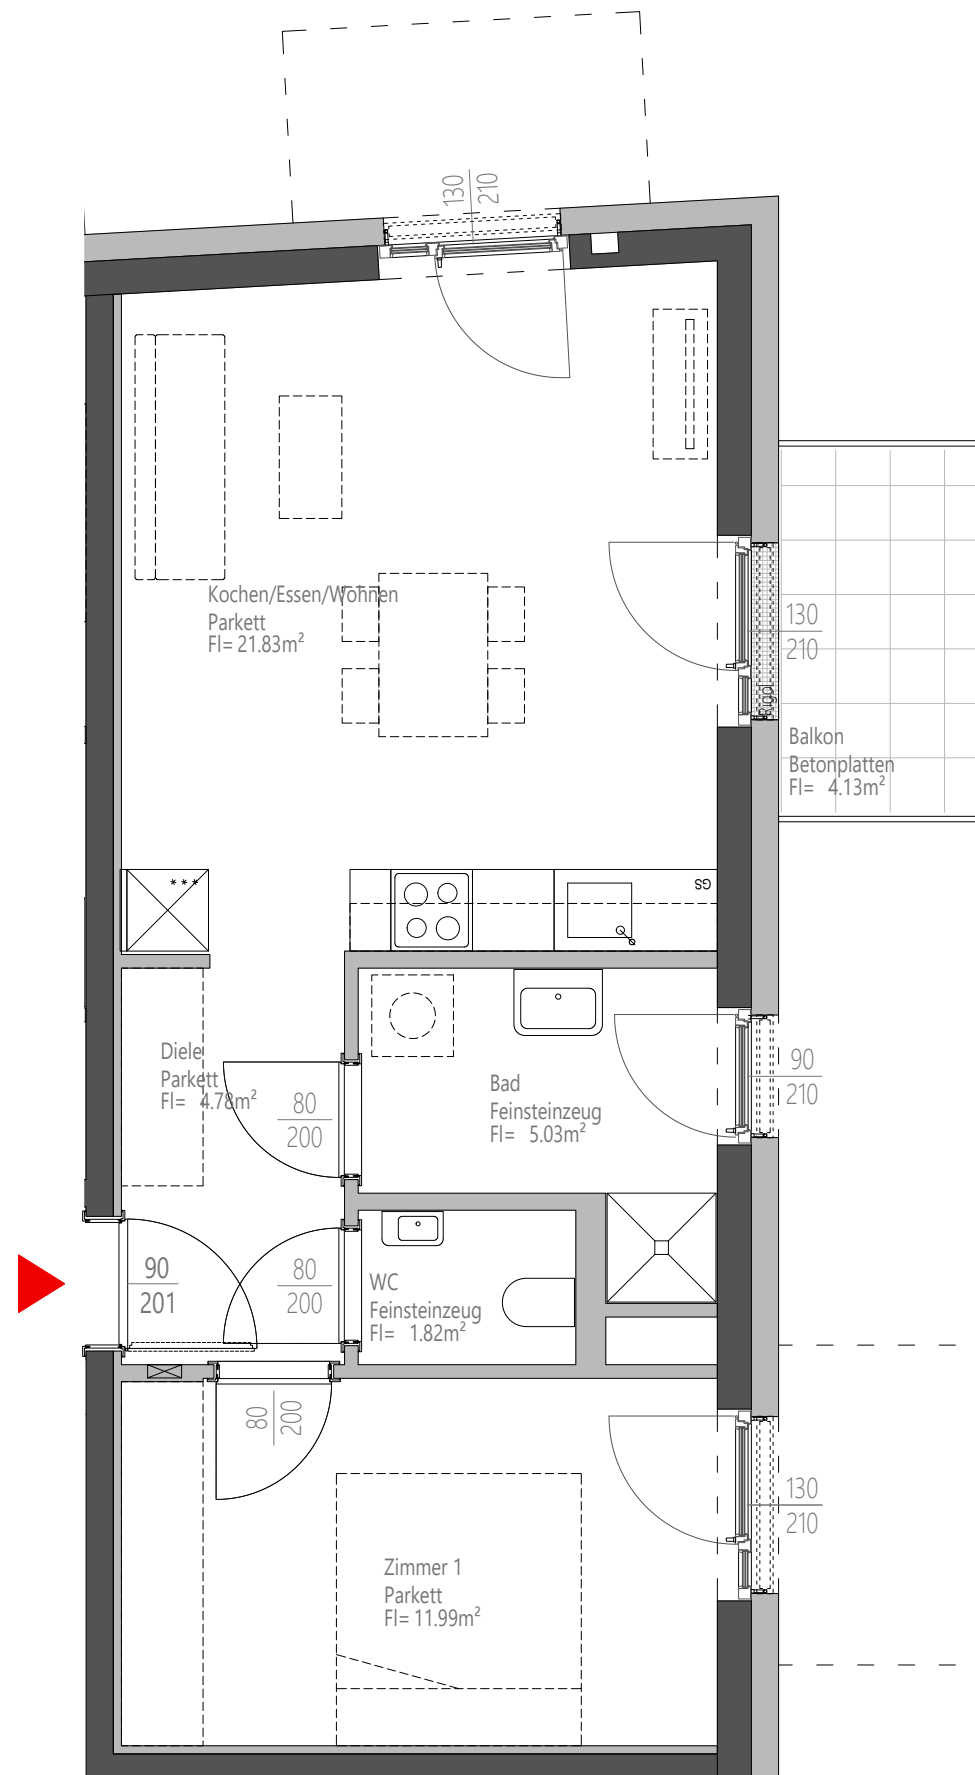 130
210
Kochen/Essen/Wohnen
Parkett
Fl= 21.83m²
130
210
Rigol
Balkon
Betonplatten
Fl= 4.13m²
***
GS
Diele
Parkett
Fl= 4.78m²
80
200
Bad
Feinsteinzeug
Fl= 5.03m²
90
210
90
201
80
200
WC
Feinsteinzeug
Fl= 1.82m²
80
200
130
210
Zimmer 1
Parkett
Fl= 11.99m²